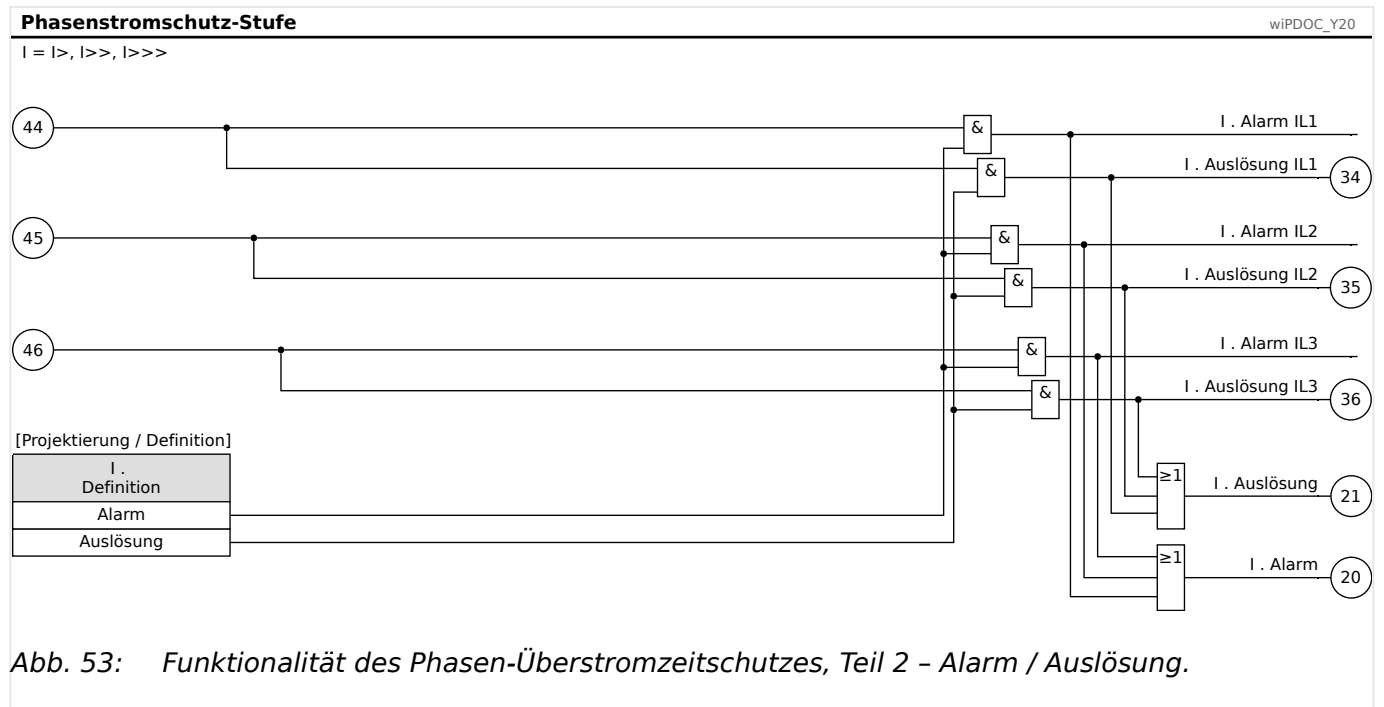 Phasenstromschutz-Stufe
wiPDOC_Y20
I = I>, I>>, I>>>
44
&
I . Alarm IL1
&
I . Auslösung IL1
34
45
&
I . Alarm IL2
&
I . Auslösung IL2
35
46
&
I . Alarm IL3
&
I . Auslösung IL3
36
[Projektierung / Definition]
I .
Definition
Alarm
Auslösung
≥1
I . Auslösung
21
≥1
I . Alarm
20
Abb. 53: Funktionalität des Phasen-Überstromzeitschutzes, Teil 2 – Alarm / Auslösung.